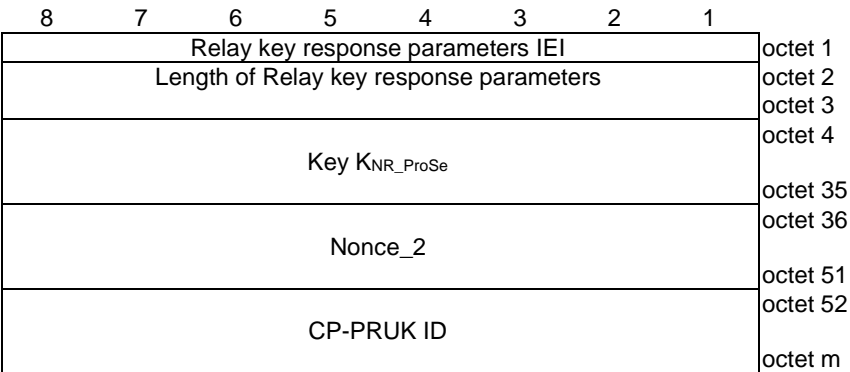 8 7 6 5 4 3 2 1
Relay key response parameters IEI octet 1
Length of Relay key response parameters octet 2
octet 3
octet 4
Key KNR_ProSe
octet 35
octet 36
Nonce_2
octet 51
octet 52
CP-PRUK ID
octet m